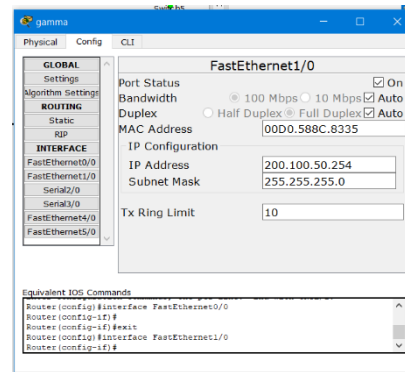 Switch5
gamma
Physical Config CLI
GLOBAL
Settings
Algorithm Settings
ROUTING
Static
RIP
INTERFACE
FastEthernet0/0
FastEthernet1/0
Serial2/0
Serial3/0
FastEthernet4/0
FastEthernet5/0
FastEthernet1/0
Port Status On
Bandwidth 100 Mbps 10 Mbps Auto
Duplex Half Duplex Full Duplex Auto
MAC Address 00D0.588C.8335
IP Configuration
IP Address 200.100.50.254
Subnet Mask 255.255.255.0
Tx Ring Limit 10
Equivalent IOS Commands
Router(config)#interface FastEthernet0/0
Router(config-if)#
Router(config-if)#exit
Router(config)#interface FastEthernet1/0
Router(config-if)#